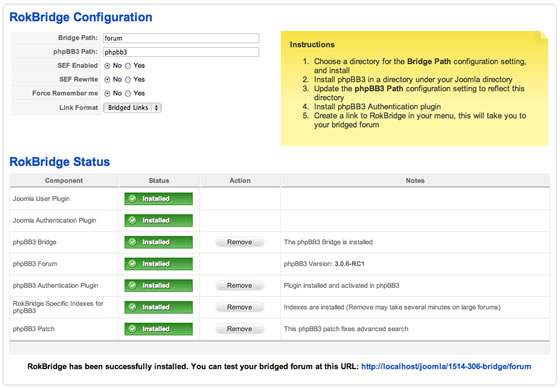 RokBridge Configuration
Bridge Path: forum
phpBB3 Path: phpbb3
SEF Enabled No Yes
SEF Rewrite No Yes
Force Remember me No Yes
Link Format Bridged Links
Instructions
1. Choose a directory for the Bridge Path configuration setting,
and install
2. Install phpBB3 in a directory under your Joomla directory
3. Update the phpBB3 Path configuration setting to reflect this
directory
4. Install phpBB3 Authentication plugin
5. Create a link to RokBridge in your menu, this will take you to
your bridged forum
RokBridge Status
Component Status Action Notes
Joomla User Plugin Installed
Joomla Authentication Plugin Installed
phpBB3 Bridge Installed Remove The phpBB3 Bridge is installed
phpBB3 Forum Installed phpBB3 Version: 3.0.6-RC1
phpBB3 Authentication Plugin Installed Remove Plugin installed and activated in phpBB3
RokBridge Specific Indexes for
phpBB3 Installed Remove Indexes are installed (Remove may take several minutes on large forums)
phpBB3 Patch Installed Remove This phpBB3 patch fixes advanced search
RokBridge has been successfully installed. You can test your bridged forum at this URL: http://localhost/joomla/1514-306-bridge/forum